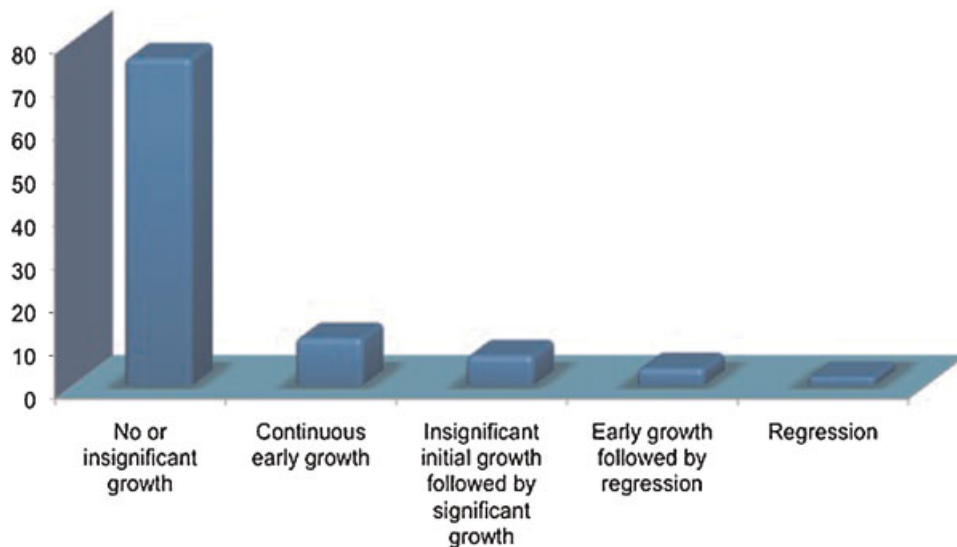 80
70
60
50
40
30
20
10
0
No or
insignificant
growth
Continuous
early growth
Insignificant
initial growth
followed by
significant
growth
Early growth
followed by
regression
Regression